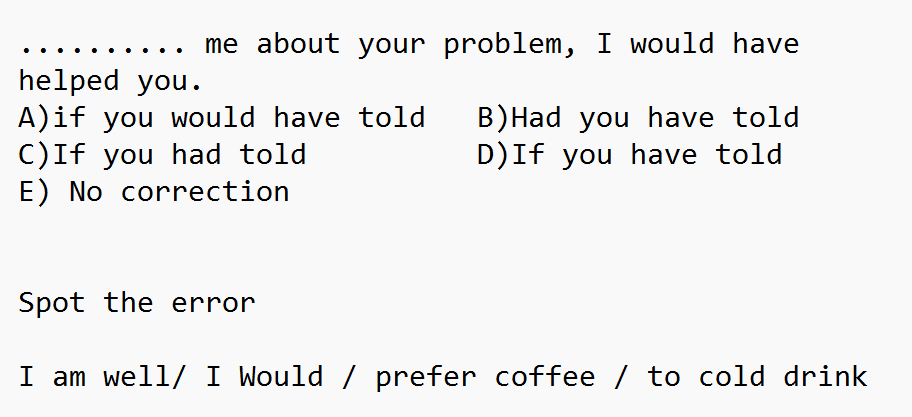 .......... me about your problem, I would have
helped you.
A)if you would have told   B)Had you have told
C)If you had told          D)If you have told
E) No correction
Spot the error
I am well/ I Would / prefer coffee / to cold drink